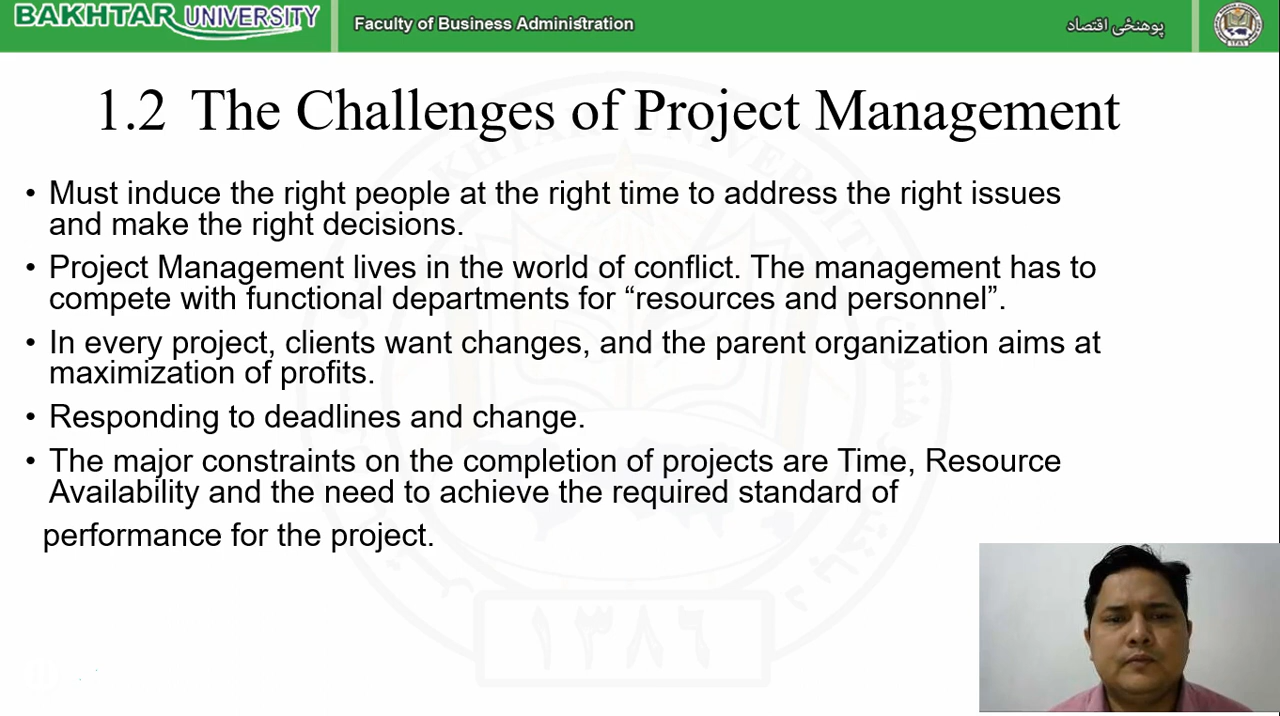 BAKHTAR UNIVERSITY
Faculty of Business Administration
پوهنځی اقتصاد
1.2 The Challenges of Project Management
• Must induce the right people at the right time to address the right issues
and make the right decisions.
• Project Management lives in the world of conflict. The management has to
compete with functional departments for “resources and personnel”.
• In every project, clients want changes, and the parent organization aims at
maximization of profits.
• Responding to deadlines and change.
• The major constraints on the completion of projects are Time, Resource
Availability and the need to achieve the required standard of
performance for the project.
۱۳۸۶